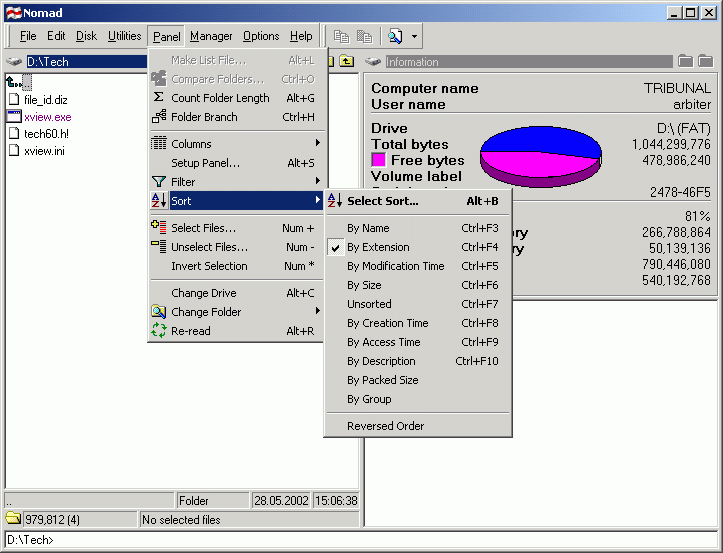 Nomad
File Edit Disk Utilities Panel Manager Options Help
D:\Tech
..
file_id.diz
xview.exe
tech60.h!
xview.ini
Make List File... Alt+L
Compare Folders... Ctrl+O
Σ Count Folder Length Alt+G
Folder Branch Ctrl+H
Columns
Setup Panel... Alt+S
Filter
Sort
Select Files... Num +
Unselect Files... Num -
Invert Selection Num *
Change Drive Alt+C
Change Folder
Re-read Alt+R
Select Sort... Alt+B
By Name Ctrl+F3
By Extension Ctrl+F4
By Modification Time Ctrl+F5
By Size Ctrl+F6
Unsorted Ctrl+F7
By Creation Time Ctrl+F8
By Access Time Ctrl+F9
By Description Ctrl+F10
By Packed Size
By Group
Reversed Order
Information
Computer name TRIBUNAL
User name arbiter
Drive D:\ (FAT)
Total bytes 1,044,299,776
Free bytes 478,986,240
Volume label
2478-46F5
81%
266,788,864
50,139,136
790,446,080
540,192,768
.. Folder 28.05.2002 15:06:38
979,812 (4) No selected files
D:\Tech>